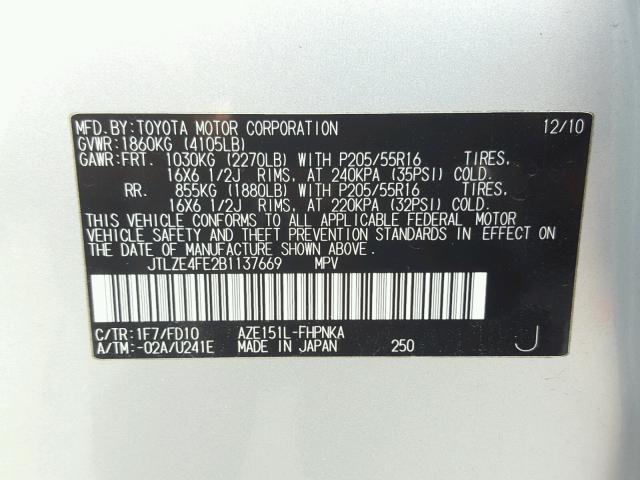 MFD.BY:TOYOTA MOTOR CORPORATION 12/10
GVWR:1860KG (4105LB)
GAWR:FRT. 1030KG (2270LB) WITH P205/55R16 TIRES,
16X6 1/2J RIMS, AT 240KPA (35PSI) COLD.
RR. 855KG (1880LB) WITH P205/55R16 TIRES,
16X6 1/2J RIMS, AT 220KPA (32PSI) COLD.
THIS VEHICLE CONFORMS TO ALL APPLICABLE FEDERAL MOTOR
VEHICLE SAFETY AND THEFT PREVENTION STANDARDS IN EFFECT ON
THE DATE OF MANUFACTURE SHOWN ABOVE.
JTLZE4FE2B1137669 MPV
C/TR:1F7/FD10 AZE151L-FHPNKA
A/TM:-02A/U241E MADE IN JAPAN 250 J